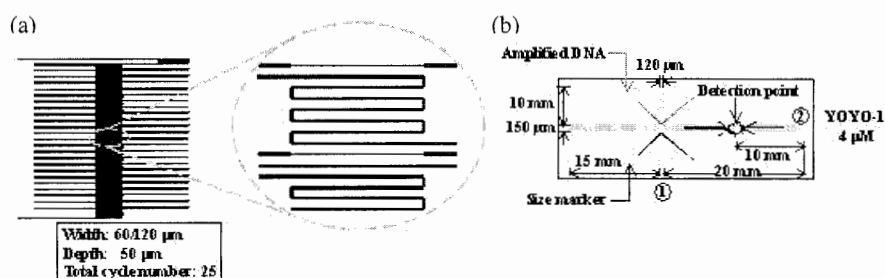 (a)
Width: 60/120 µm
Depth: 50 µm
Total cycle number: 25
(b)
Amplified DNA
120 µm
10 mm
150 µm
Detection point
②
YOYO-1
4 µM
15 mm
10 mm
20 mm
Size marker
①